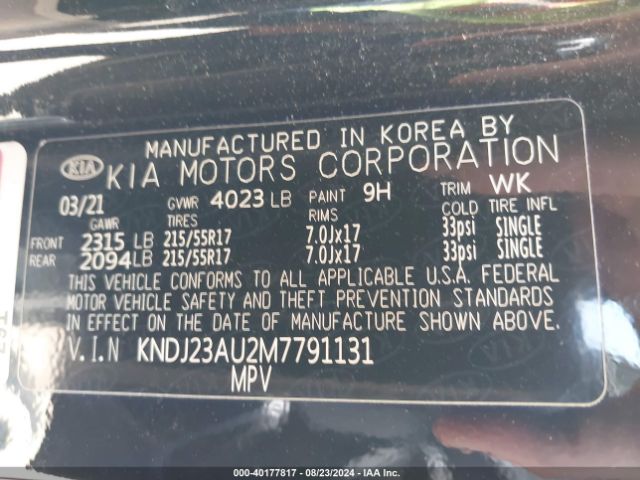 MANUFACTURED IN KOREA BY
KIA KIA MOTORS CORPORATION
03/21 GVWR 4023 LB PAINT 9H TRIM WK
GAWR TIRES RIMS COLD TIRE INFL
FRONT 2315 LB 215/55R17 7.0Jx17 33psi SINGLE
REAR 2094 LB 215/55R17 7.0Jx17 33psi SINGLE
THIS VEHICLE CONFORMS TO ALL APPLICABLE U.S.A. FEDERAL
MOTOR VEHICLE SAFETY AND THEFT PREVENTION STANDARDS
IN EFFECT ON THE DATE OF MANUFACTURE SHOWN ABOVE.
V.I.N KNDJ23AU2M7791131
MPV
000-40177817 - 08/23/2024 - IAA Inc.